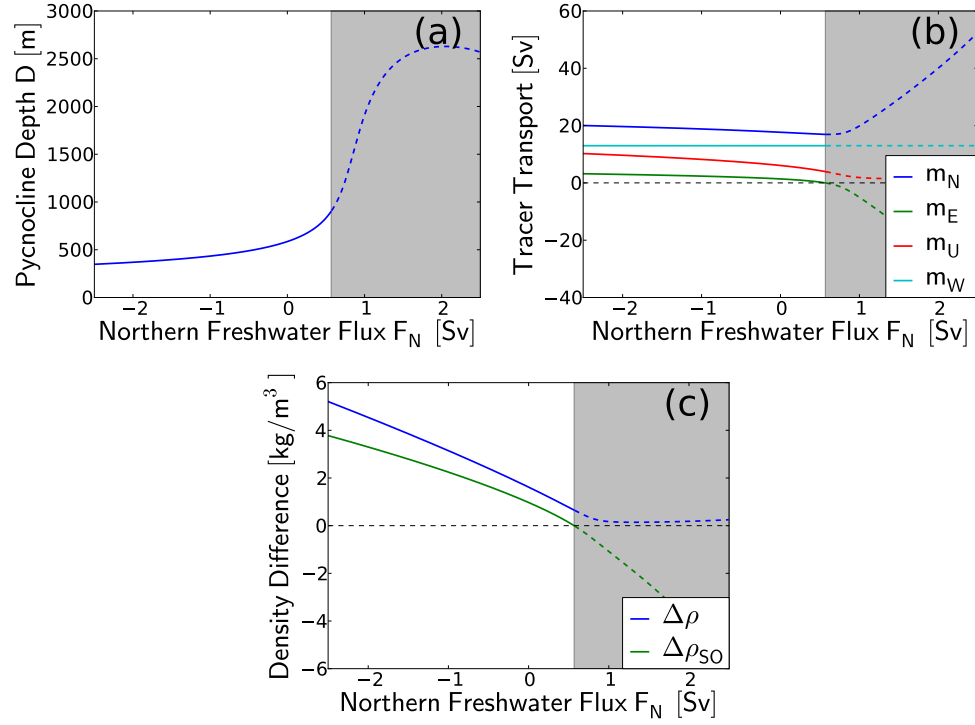 (a)
Pycnocline Depth D [m]
3000
2500
2000
1500
1000
500
0
−2
−1
0
1
2
Northern Freshwater Flux F_N [Sv]
(b)
Tracer Transport [Sv]
60
40
20
0
−20
−40
−2
−1
0
1
2
m_N
m_E
m_U
m_W
Northern Freshwater Flux F_N [Sv]
(c)
Density Difference [kg/m³]
6
4
2
0
−2
−4
−6
−2
−1
0
1
2
Δρ
Δρ_SO
Northern Freshwater Flux F_N [Sv]